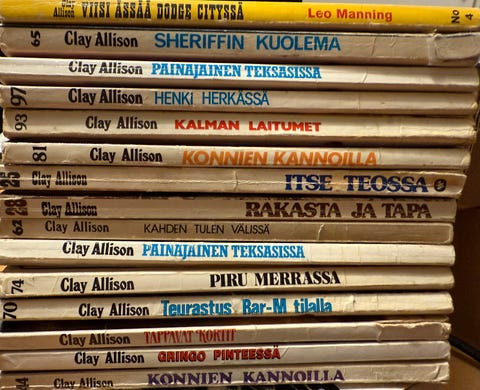 Clay Allison VIISI ÄSSÄÄ DODGE CITYSSÄ Leo Manning No 4
65 Clay Allison SHERIFFIN KUOLEMA
Clay Allison PAINAJAINEN TEKSASISSA
97 Clay Allison HENKI HERKÄSSÄ
93 Clay Allison KALMAN LAITUMET
81 Clay Allison KONNIEN KANNOILLA
25 Clay Allison ITSE TEOSSA
28 Clay Allison RAKASTA JA TAPA
62 Clay Allison KAHDEN TULEN VÄLISSÄ
Clay Allison PAINAJAINEN TEKSASISSA
74 Clay Allison PIRU MERRASSA
70 Clay Allison Teurastus Bar-M tilalla
Clay Allison TAPPAVAT KORTIT
Clay Allison GRINGO PINTEESSÄ
44 Clay Allison KONNIEN KANNOILLA